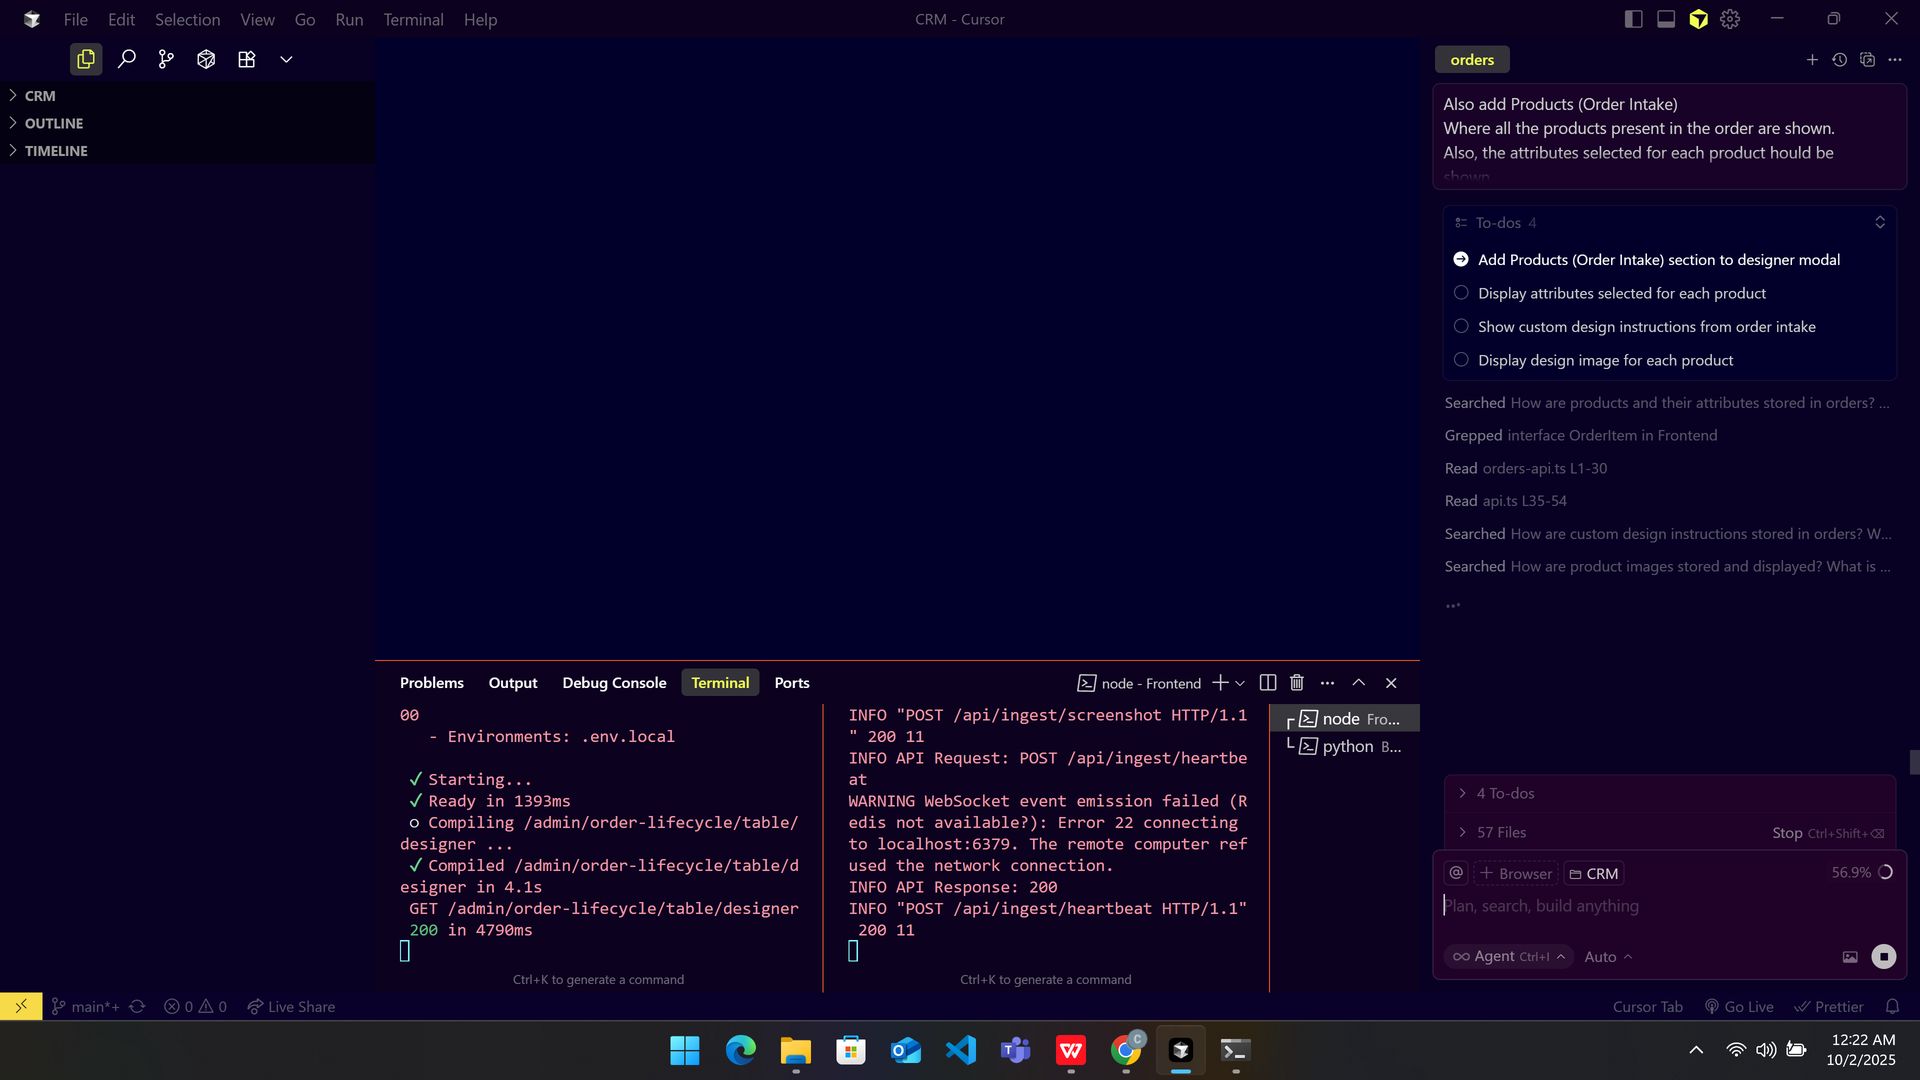 File Edit Selection View Go Run Terminal Help
CRM - Cursor
CRM
OUTLINE
TIMELINE
orders
Also add Products (Order Intake)
Where all the products present in the order are shown.
Also, the attributes selected for each product hould be
shown.
To-dos 4
Add Products (Order Intake) section to designer modal
Display attributes selected for each product
Show custom design instructions from order intake
Display design image for each product
Searched How are products and their attributes stored in orders? ...
Grepped interface OrderItem in Frontend
Read orders-api.ts L1-30
Read api.ts L35-54
Searched How are custom design instructions stored in orders? W...
Searched How are product images stored and displayed? What is ...
4 To-dos
57 Files Stop Ctrl+Shift+⌫
@ + Browser CRM 56.9%
Plan, search, build anything
∞ Agent Ctrl+I Auto
Problems Output Debug Console Terminal Ports
node - Frontend
00
- Environments: .env.local
✓ Starting...
✓ Ready in 1393ms
○ Compiling /admin/order-lifecycle/table/
designer ...
✓ Compiled /admin/order-lifecycle/table/d
esigner in 4.1s
GET /admin/order-lifecycle/table/designer
200 in 4790ms
Ctrl+K to generate a command
INFO "POST /api/ingest/screenshot HTTP/1.1
" 200 11
INFO API Request: POST /api/ingest/heartbe
at
WARNING WebSocket event emission failed (R
edis not available?): Error 22 connecting
to localhost:6379. The remote computer ref
used the network connection.
INFO API Response: 200
INFO "POST /api/ingest/heartbeat HTTP/1.1"
200 11
Ctrl+K to generate a command
node Fro...
python B...
main*+ 0 0 Live Share
Cursor Tab Go Live Prettier
C
12:22 AM
10/2/2025